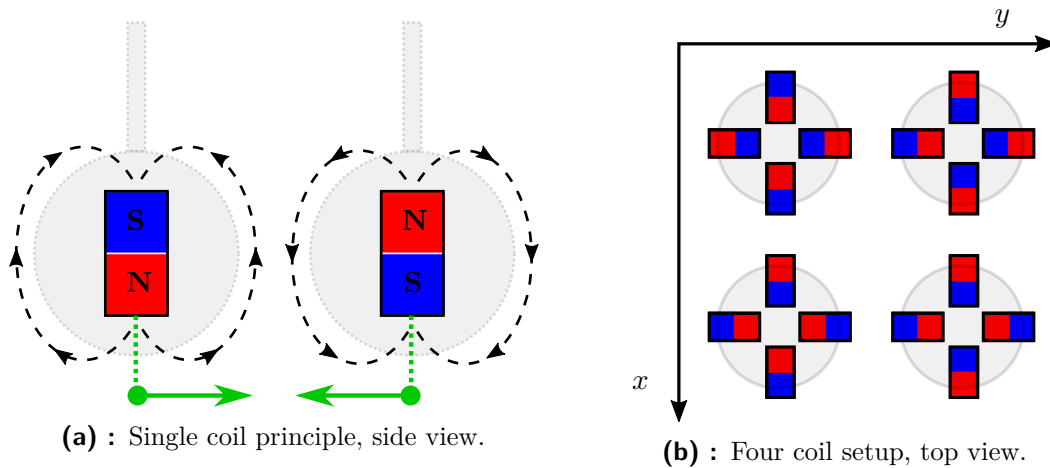 y
S
N
N
S
x
(a) : Single coil principle, side view.
(b) : Four coil setup, top view.